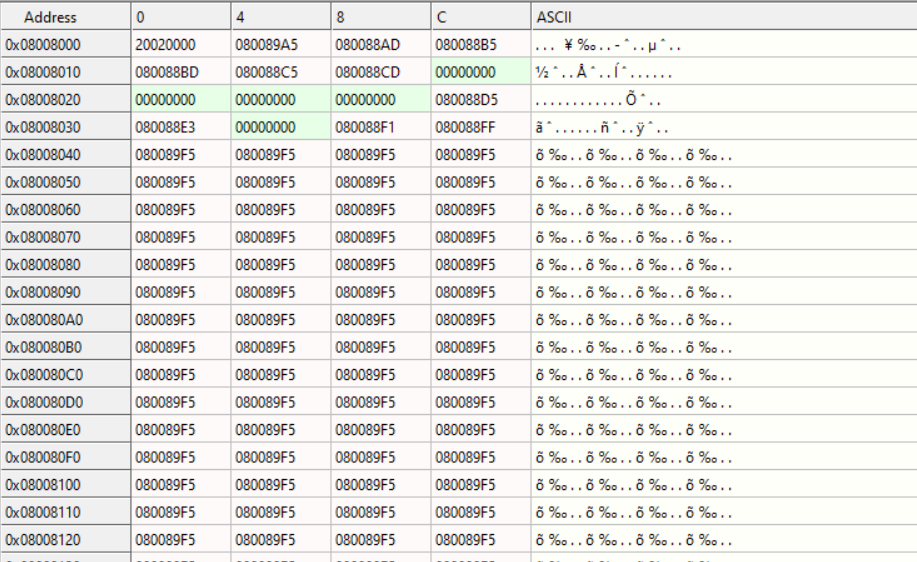 Address 0 4 8 C ASCII
0x08008000 20020000 080089A5 080088AD 080088B5 ... ¥‰..-ˆ..µˆ..
0x08008010 080088BD 080088C5 080088CD 00000000 ½ˆ..Åˆ..Íˆ......
0x08008020 00000000 00000000 00000000 080088D5 ............Õˆ..
0x08008030 080088E3 00000000 080088F1 080088FF ãˆ......ñˆ..ÿˆ..
0x08008040 080089F5 080089F5 080089F5 080089F5 õ‰..õ‰..õ‰..õ‰..
0x08008050 080089F5 080089F5 080089F5 080089F5 õ‰..õ‰..õ‰..õ‰..
0x08008060 080089F5 080089F5 080089F5 080089F5 õ‰..õ‰..õ‰..õ‰..
0x08008070 080089F5 080089F5 080089F5 080089F5 õ‰..õ‰..õ‰..õ‰..
0x08008080 080089F5 080089F5 080089F5 080089F5 õ‰..õ‰..õ‰..õ‰..
0x08008090 080089F5 080089F5 080089F5 080089F5 õ‰..õ‰..õ‰..õ‰..
0x080080A0 080089F5 080089F5 080089F5 080089F5 õ‰..õ‰..õ‰..õ‰..
0x080080B0 080089F5 080089F5 080089F5 080089F5 õ‰..õ‰..õ‰..õ‰..
0x080080C0 080089F5 080089F5 080089F5 080089F5 õ‰..õ‰..õ‰..õ‰..
0x080080D0 080089F5 080089F5 080089F5 080089F5 õ‰..õ‰..õ‰..õ‰..
0x080080E0 080089F5 080089F5 080089F5 080089F5 õ‰..õ‰..õ‰..õ‰..
0x080080F0 080089F5 080089F5 080089F5 080089F5 õ‰..õ‰..õ‰..õ‰..
0x08008100 080089F5 080089F5 080089F5 080089F5 õ‰..õ‰..õ‰..õ‰..
0x08008110 080089F5 080089F5 080089F5 080089F5 õ‰..õ‰..õ‰..õ‰..
0x08008120 080089F5 080089F5 080089F5 080089F5 õ‰..õ‰..õ‰..õ‰..